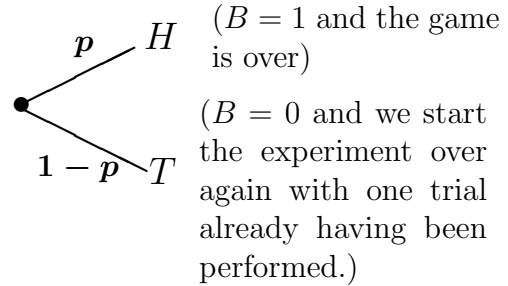 p
H
(B = 1 and the game
is over)
1 − p
T
(B = 0 and we start
the experiment over
again with one trial
already having been
performed.)